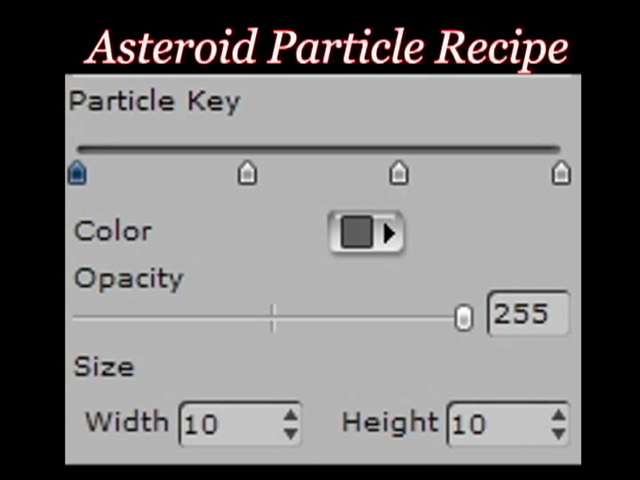 Asteroid Particle Recipe
Particle Key
Color
Opacity
255
Size
Width 10 Height 10